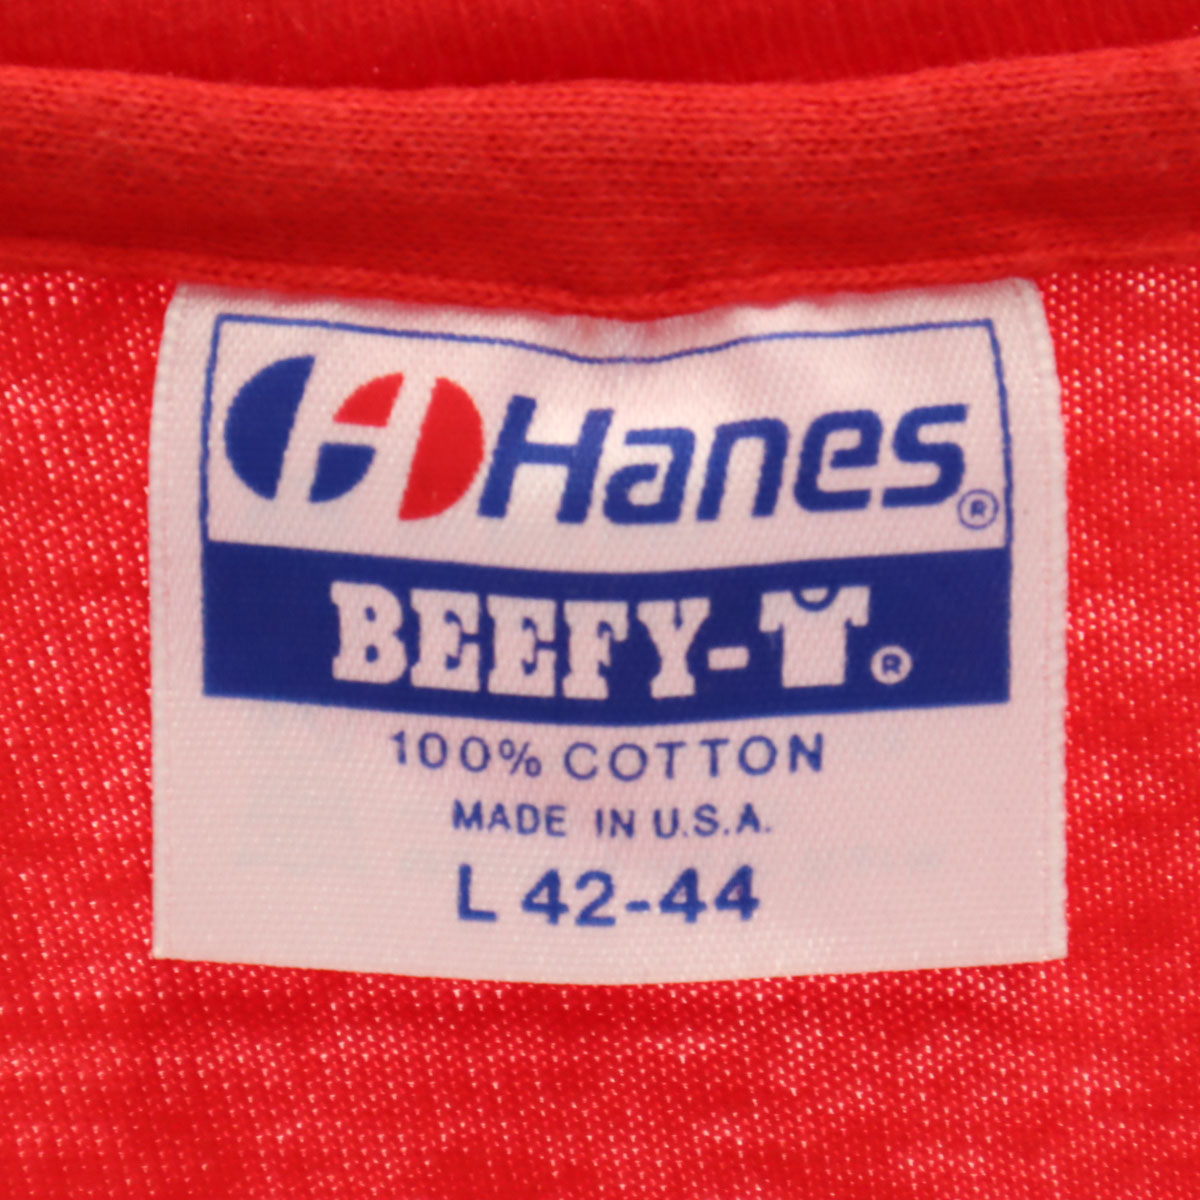 Hanes®
BEEFY-T®
100% COTTON
MADE IN U.S.A.
L 42-44